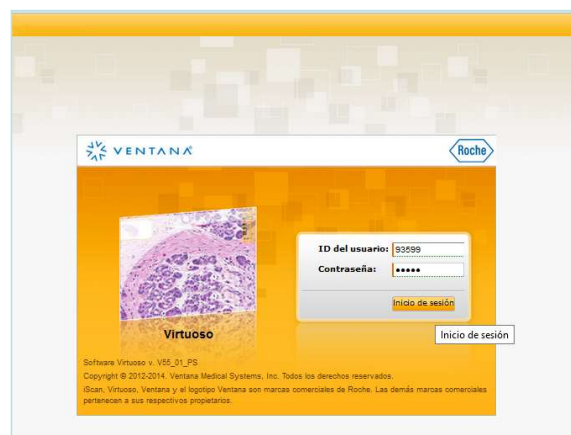 VENTANA
Roche
ID del usuario: 93599
Contraseña: •••••
Inicio de sesión
Inicio de sesión
Virtuoso
Software Virtuoso v. V55_01_PS
Copyright © 2012-2014. Ventana Medical Systems, Inc. Todos los derechos reservados.
iScan, Virtuoso, Ventana y el logotipo Ventana son marcas comerciales de Roche. Las demás marcas comerciales
pertenecen a sus respectivos propietarios.